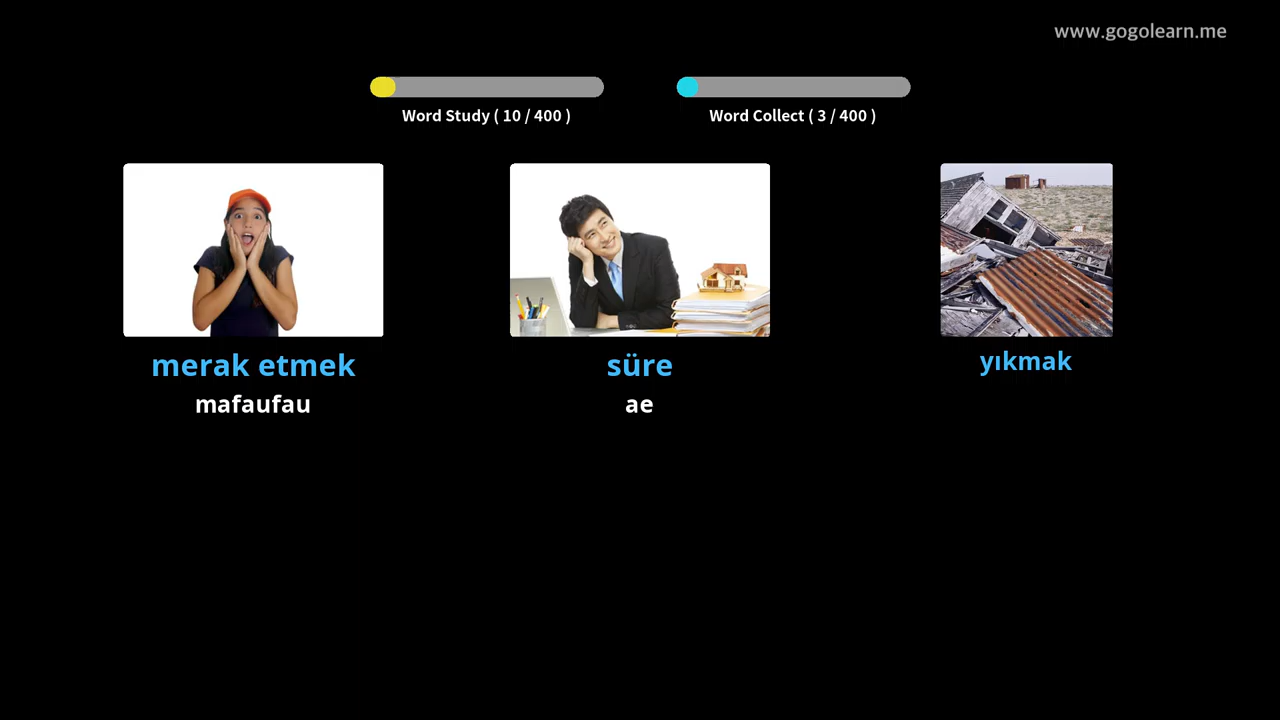 www.gogolearn.me
Word Study ( 10 / 400 )
Word Collect ( 3 / 400 )
merak etmek
mafaufau
süre
ae
yıkmak